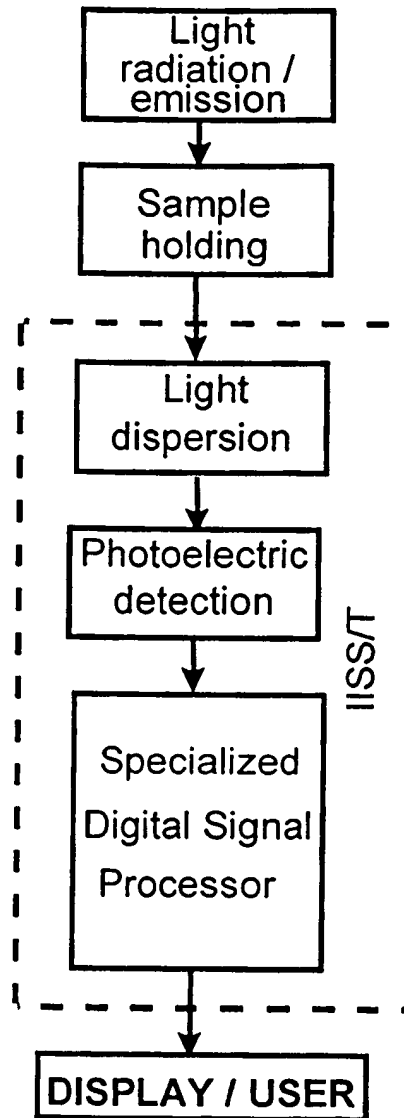 Light
radiation /
emission
Sample
holding
Light
dispersion
Photoelectric
detection
IISS/T
Specialized
Digital Signal
Processor
DISPLAY / USER